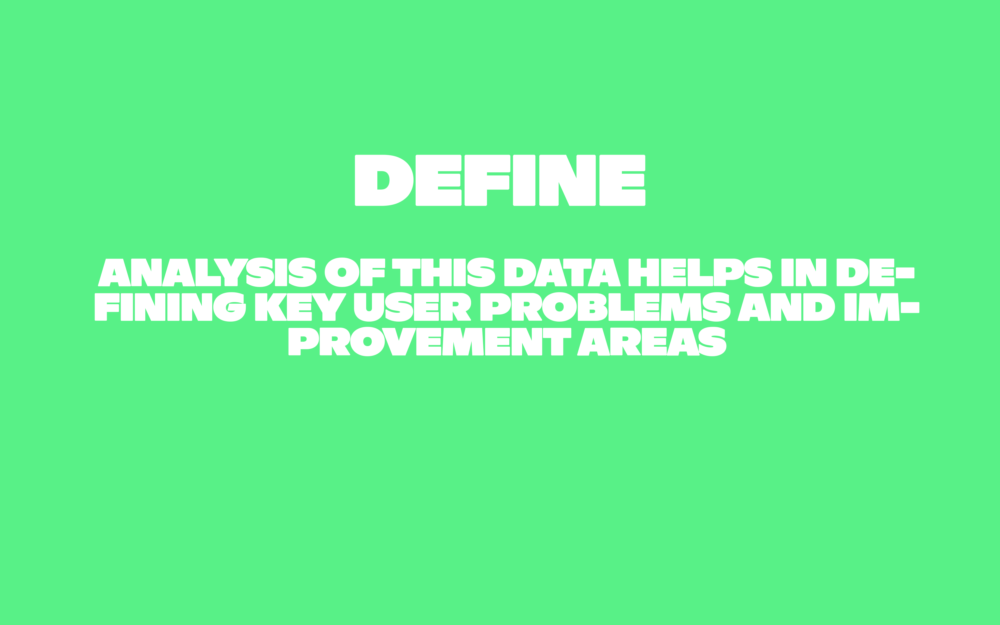 DEFINE
ANALYSIS OF THIS DATA HELPS IN DE-
FINING KEY USER PROBLEMS AND IM-
PROVEMENT AREAS